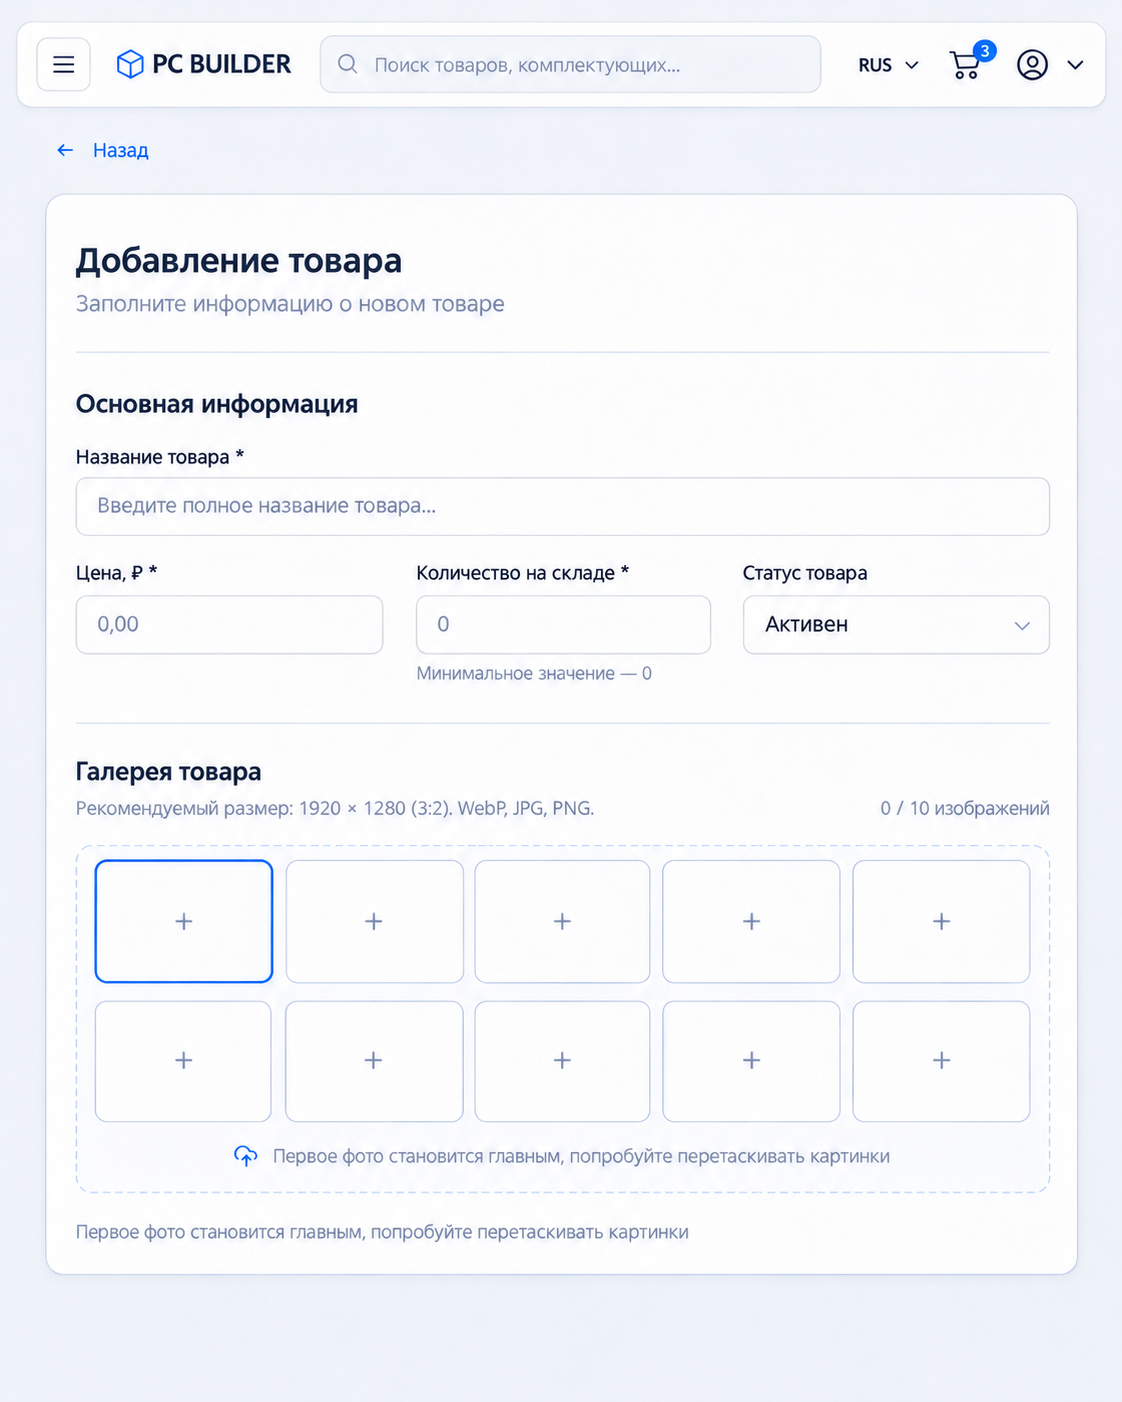 PC BUILDER
Поиск товаров, комплектующих...
RUS
3
Назад
Добавление товара
Заполните информацию о новом товаре
Основная информация
Название товара *
Введите полное название товара...
Цена, ₽ *
Количество на складе *
Статус товара
0,00
0
Активен
Минимальное значение — 0
Галерея товара
Рекомендуемый размер: 1920 × 1280 (3:2). WebP, JPG, PNG.
0 / 10 изображений
Первое фото становится главным, попробуйте перетаскивать картинки
Первое фото становится главным, попробуйте перетаскивать картинки